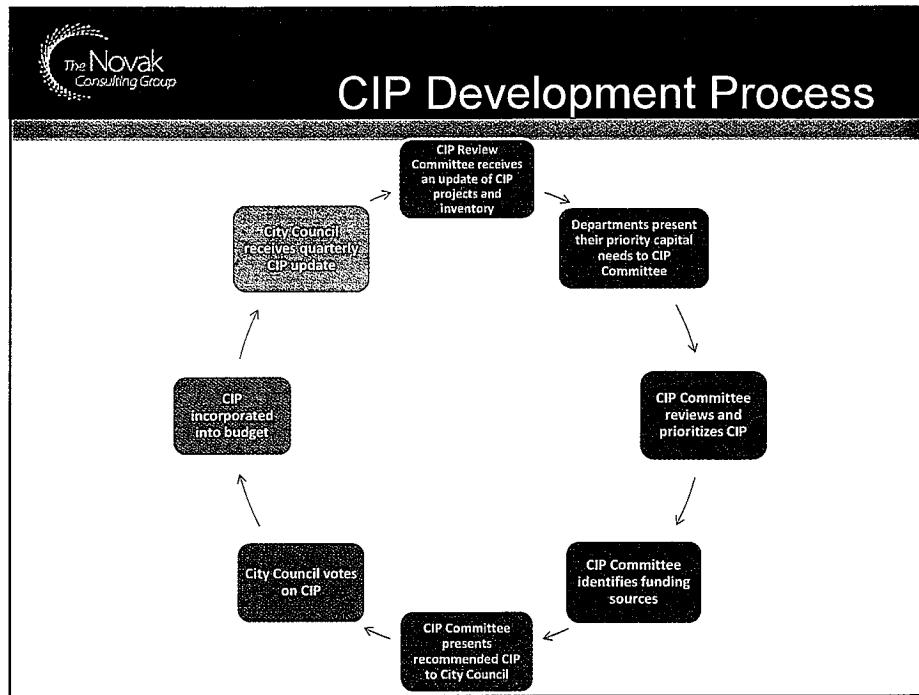 The Novak
Consulting Group
CIP Development Process
CIP Review
Committee receives
an update of CIP
projects and
inventory
Departments present
their priority capital
needs to CIP
Committee
CIP Committee
reviews and
prioritizes CIP
CIP Committee
identifies funding
sources
CIP Committee
presents
recommended CIP
to City Council
City Council votes
on CIP
CIP
incorporated
into budget
City Council
receives quarterly
CIP update